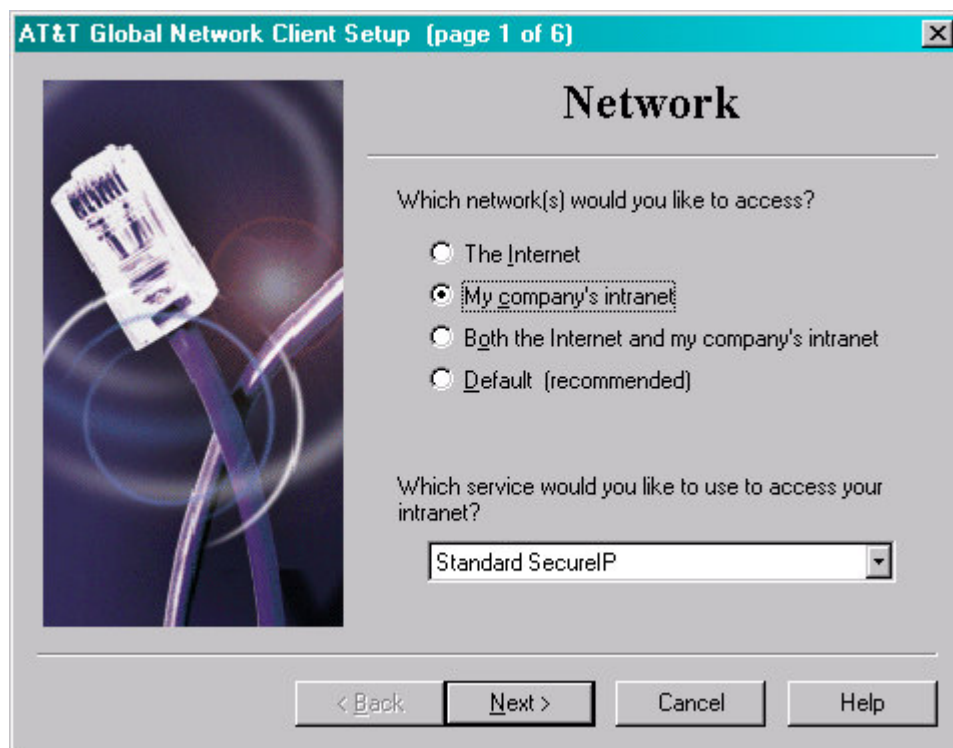 AT&T Global Network Client Setup (page 1 of 6)
Network
Which network(s) would you like to access?
The Internet
My company's intranet
Both the Internet and my company's intranet
Default (recommended)
Which service would you like to use to access your
intranet?
Standard SecureIP
< Back
Next >
Cancel
Help